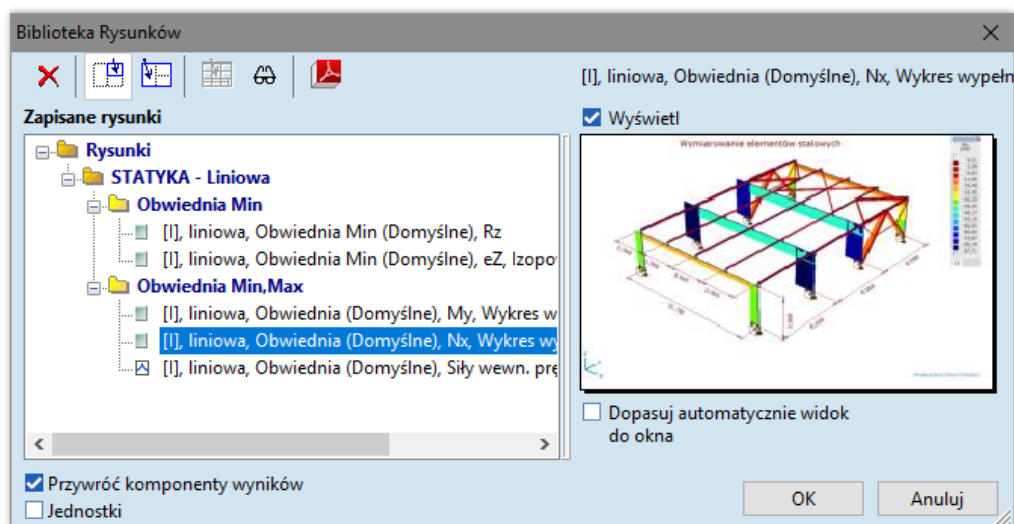 Biblioteka Rysunków
[I], liniowa, Obwiednia (Domyślne), Nx, Wykres wypełn
Zapisane rysunki
Wyświetl
Rysunki
STATYKA - Liniowa
Obwiednia Min
[I], liniowa, Obwiednia Min (Domyślne), Rz
[I], liniowa, Obwiednia Min (Domyślne), eZ, Izopo
Obwiednia Min,Max
[I], liniowa, Obwiednia (Domyślne), My, Wykres w
[I], liniowa, Obwiednia (Domyślne), Nx, Wykres wy
[I], liniowa, Obwiednia (Domyślne), Siły wewn. prę
Wymiarowanie elementów stalowych
Dopasuj automatycznie widok
do okna
Przywróć komponenty wyników
Jednostki
OK
Anuluj